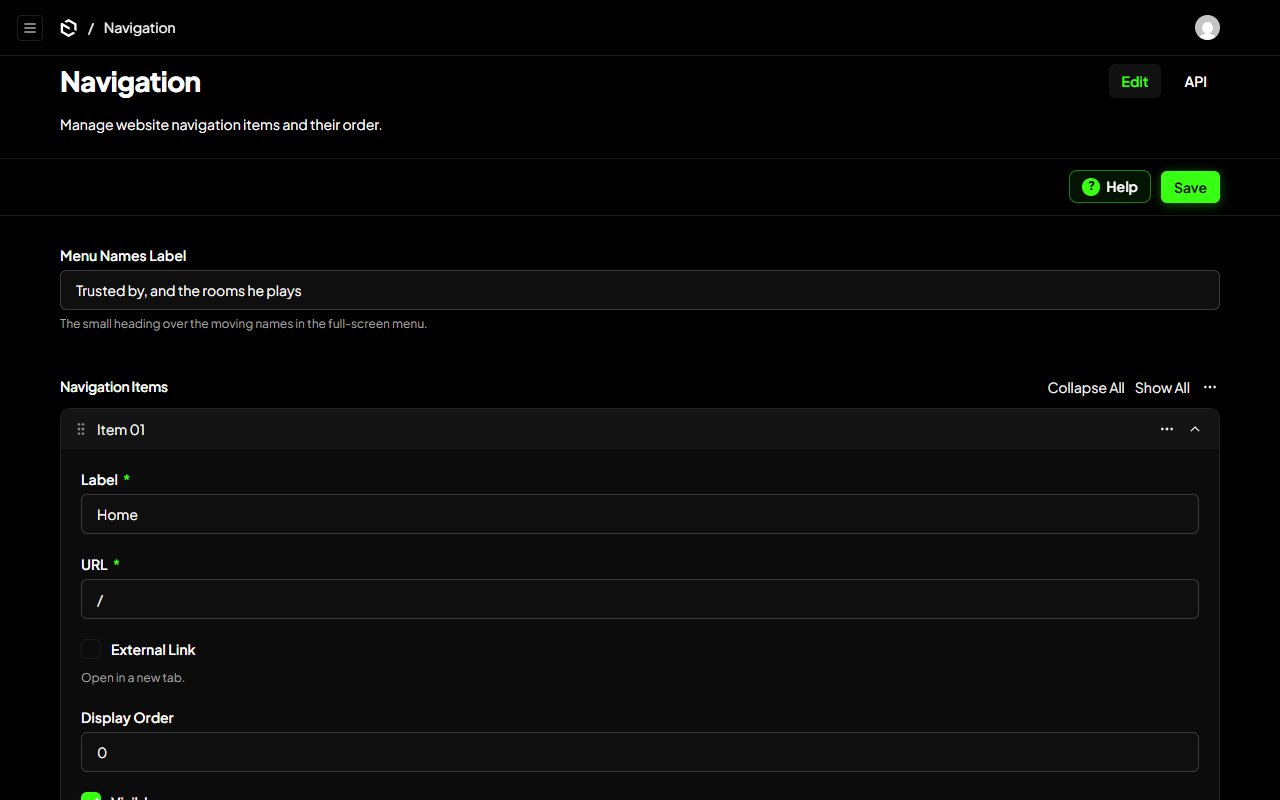 / Navigation
Navigation
Edit
API
Manage website navigation items and their order.
? Help
Save
Menu Names Label
Trusted by, and the rooms he plays
The small heading over the moving names in the full-screen menu.
Navigation Items
Collapse All
Show All
Item 01
Label *
Home
URL *
/
External Link
Open in a new tab.
Display Order
0